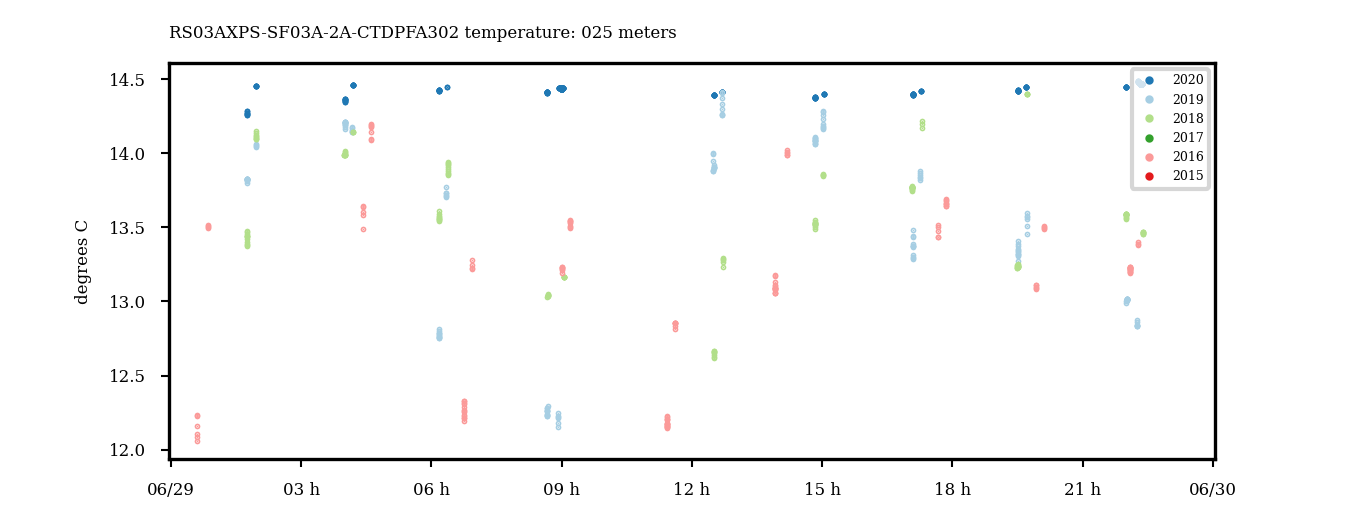 RS03AXPS-SF03A-2A-CTDPFA302 temperature: 025 meters
14.5
14.0
13.5
13.0
12.5
12.0
degrees C
06/29
03 h
06 h
09 h
12 h
15 h
18 h
21 h
06/30
2020
2019
2018
2017
2016
2015